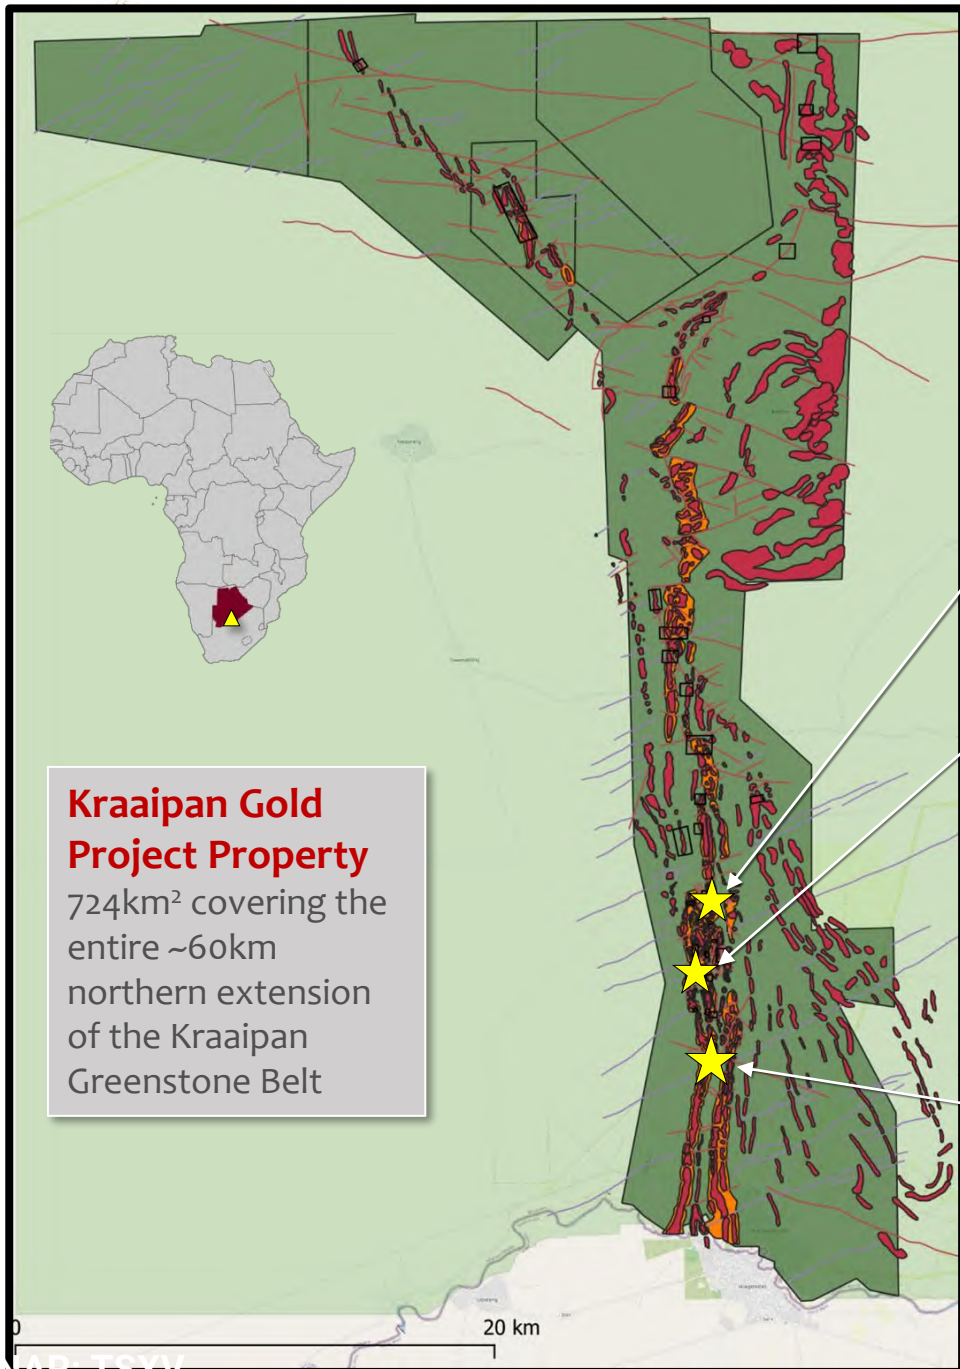 Kraaipan Gold
Project Property
724km² covering the
entire ~60km
northern extension
of the Kraaipan
Greenstone Belt
0
20 km